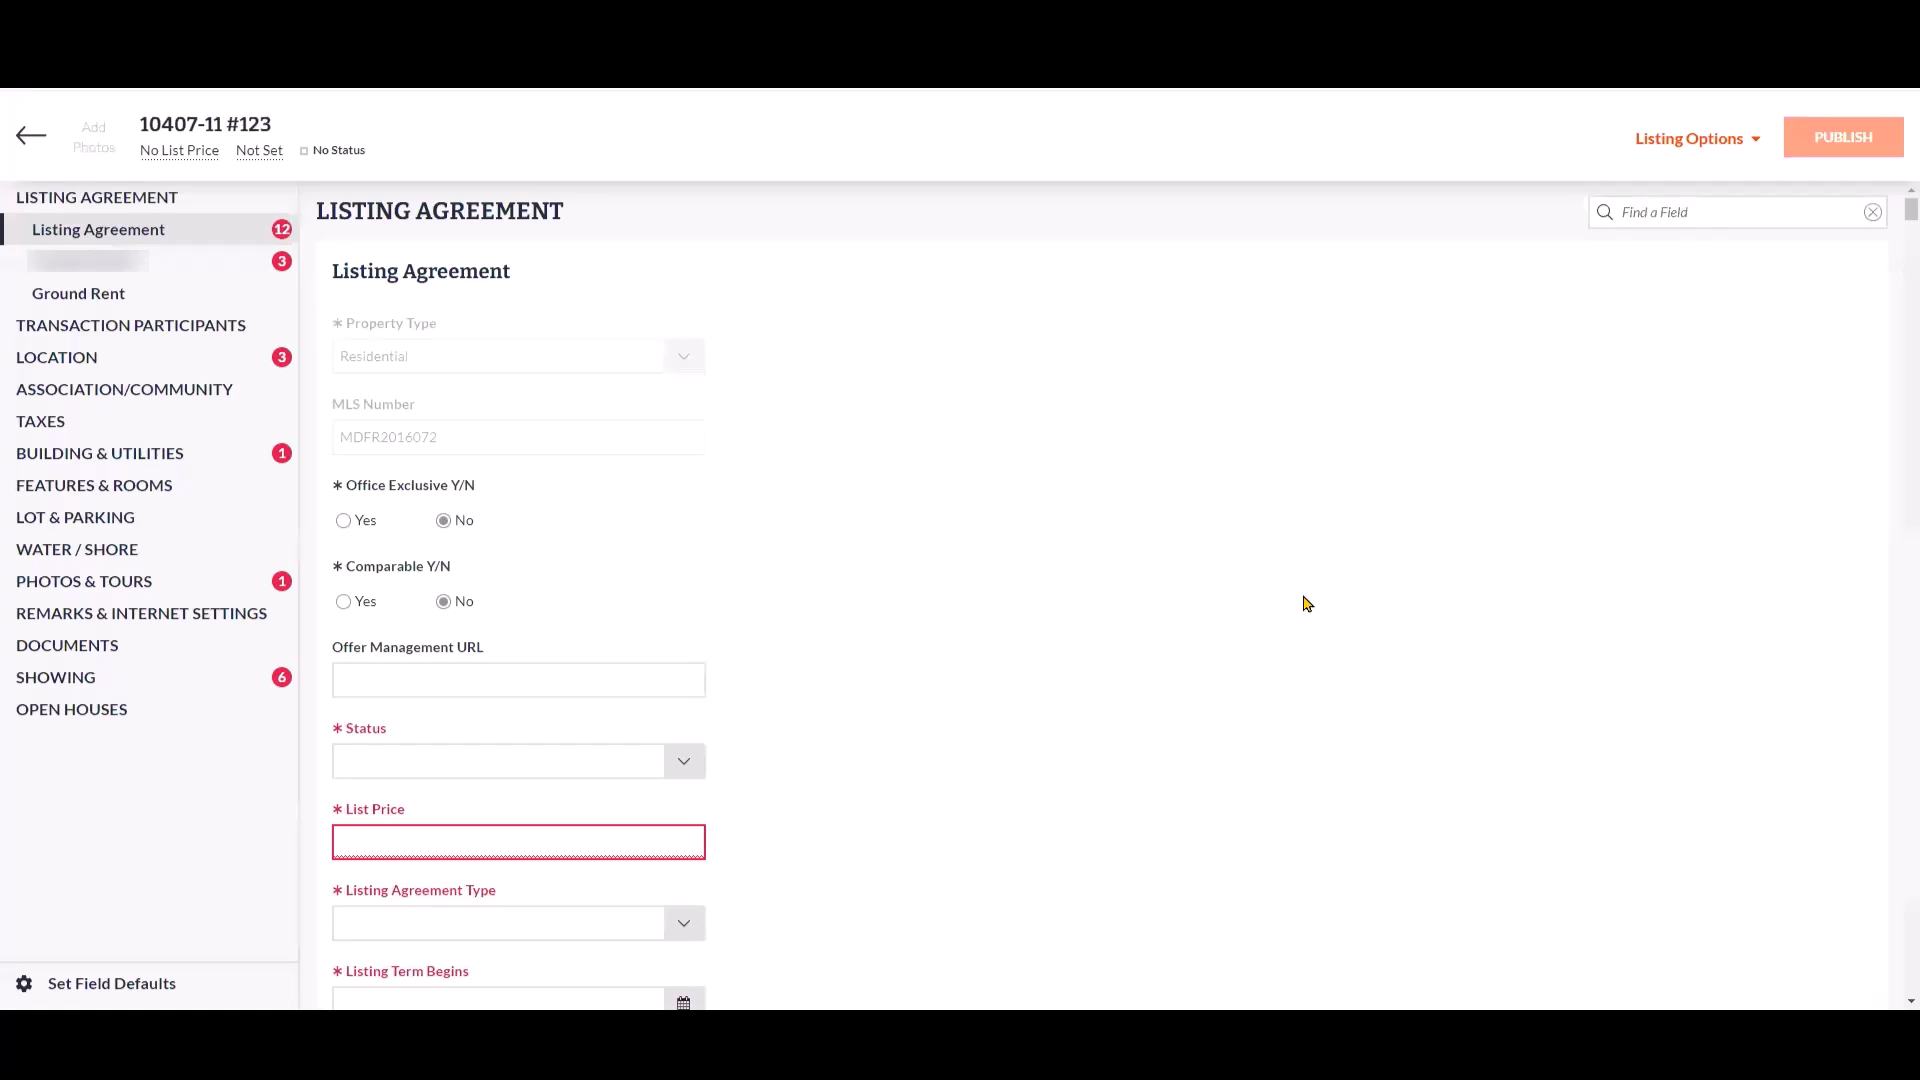 Add
Photos
10407-11 #123
No List Price Not Set No Status
Listing Options
PUBLISH
LISTING AGREEMENT
Listing Agreement 12
3
Ground Rent
TRANSACTION PARTICIPANTS
LOCATION 3
ASSOCIATION/COMMUNITY
TAXES
BUILDING & UTILITIES 1
FEATURES & ROOMS
LOT & PARKING
WATER / SHORE
PHOTOS & TOURS 1
REMARKS & INTERNET SETTINGS
DOCUMENTS
SHOWING 6
OPEN HOUSES
Set Field Defaults
LISTING AGREEMENT
Find a Field
Listing Agreement
* Property Type
Residential
MLS Number
MDFR2016072
* Office Exclusive Y/N
Yes No
* Comparable Y/N
Yes No
Offer Management URL
* Status
* List Price
* Listing Agreement Type
* Listing Term Begins